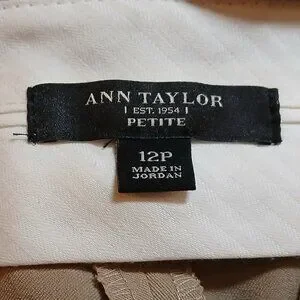 ANN TAYLOR
| EST. 1954 |
PETITE
12P
MADE IN
JORDAN